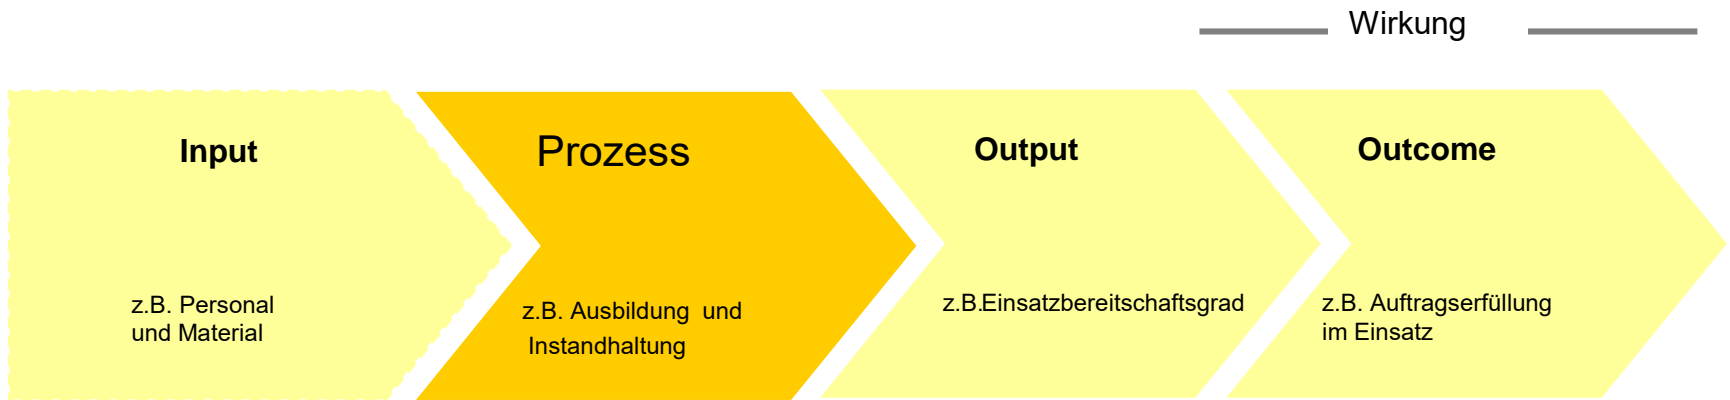 Wirkung
Input
Prozess
Output
Outcome
z.B. Personal
und Material
z.B. Ausbildung und
Instandhaltung
z.B.Einsatzbereitschaftsgrad
z.B. Auftragserfüllung
im Einsatz